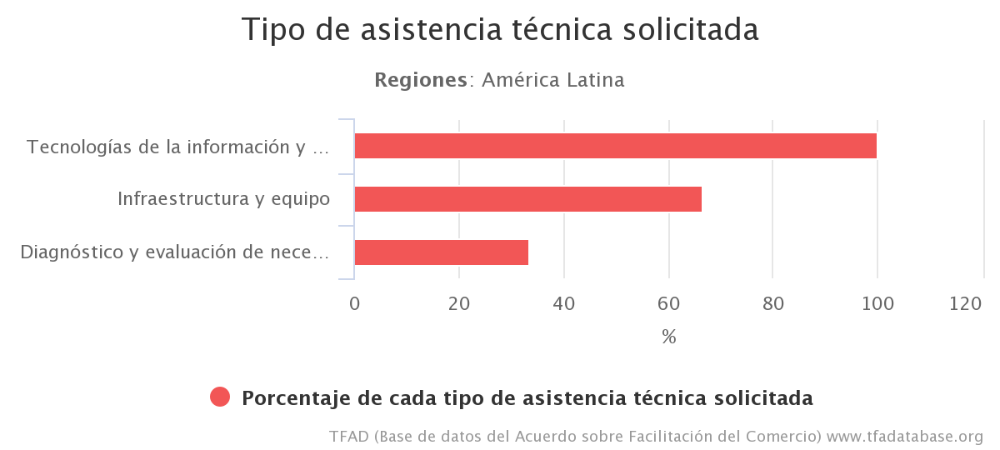 Tipo de asistencia técnica solicitada
Regiones: América Latina
Tecnologías de la información y ...
Infraestructura y equipo
Diagnóstico y evaluación de nece...
0 20 40 60 80 100 120
%
Porcentaje de cada tipo de asistencia técnica solicitada
TFAD (Base de datos del Acuerdo sobre Facilitación del Comercio) www.tfadatabase.org